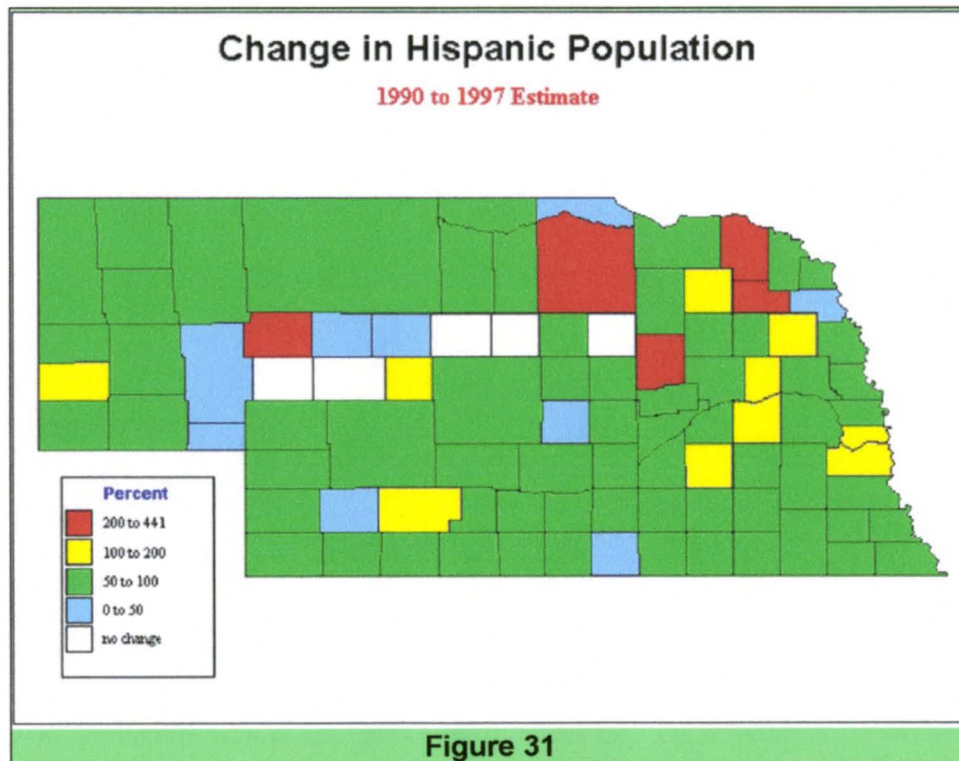 Change in Hispanic Population
1990 to 1997 Estimate
Percent
200 to 441
100 to 200
50 to 100
0 to 50
no change
Figure 31